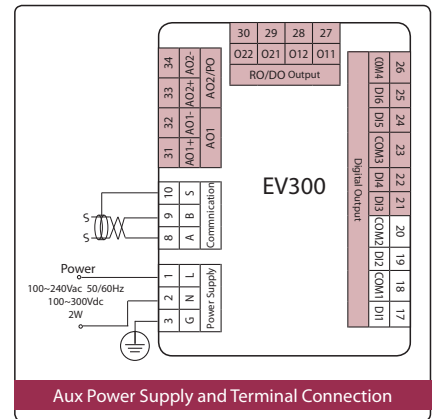 30 29 28 27
O22 O21 O12 O11
RO/DO Output
34 AO2-
33 AO2+
AO2/PO
32 AO1-
31 AO1+
AO1
COM4 26
DI6 25
DI5 24
COM3 23
DI4 22
DI3 21
COM2 20
DI2 19
COM1 18
DI1 17
Digital Output
EV300
10 S
9 B
8 A
Commnication
S
S
1 L
2 N
3 G
Power Supply
Power
100~240Vac 50/60Hz
100~300Vdc
2W
Aux Power Supply and Terminal Connection